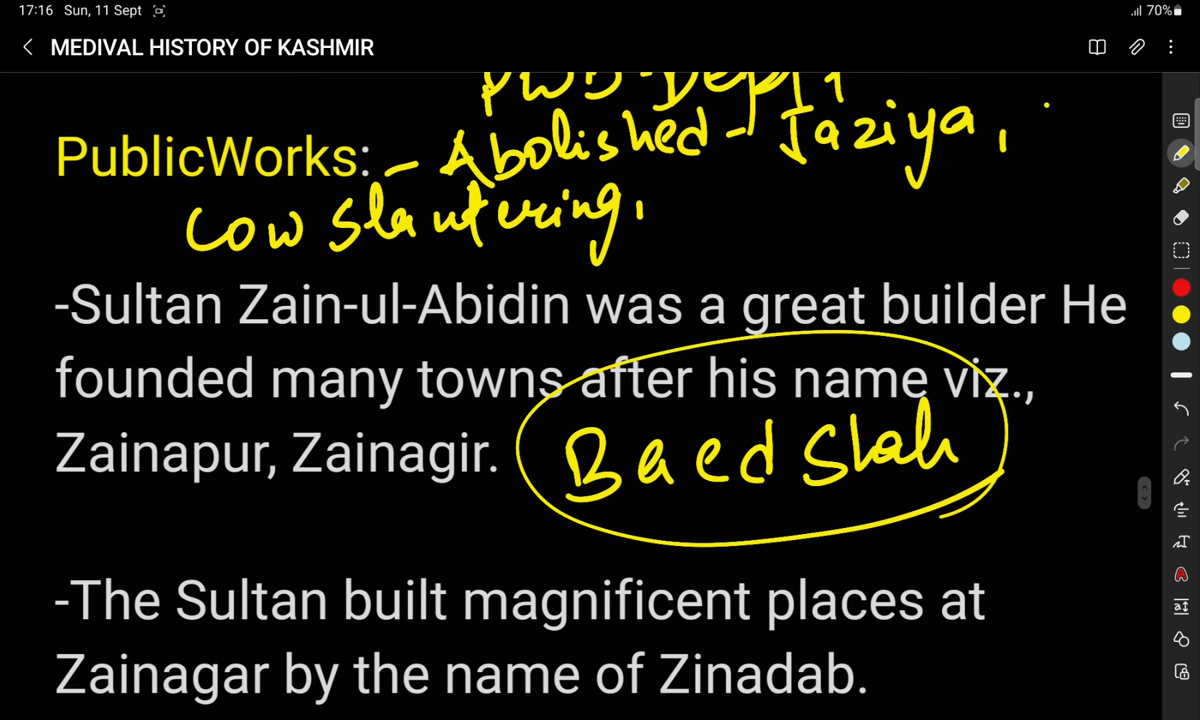 17:16 Sun, 11 Sept 70%
MEDIVAL HISTORY OF KASHMIR
PWD-Deptt
PublicWorks: - Abolished - Jaziya,
Cow Slautering,
-Sultan Zain-ul-Abidin was a great builder He
founded many towns after his name viz.,
Zainapur, Zainagir. Baed Shah
-The Sultan built magnificent places at
Zainagar by the name of Zinadab.